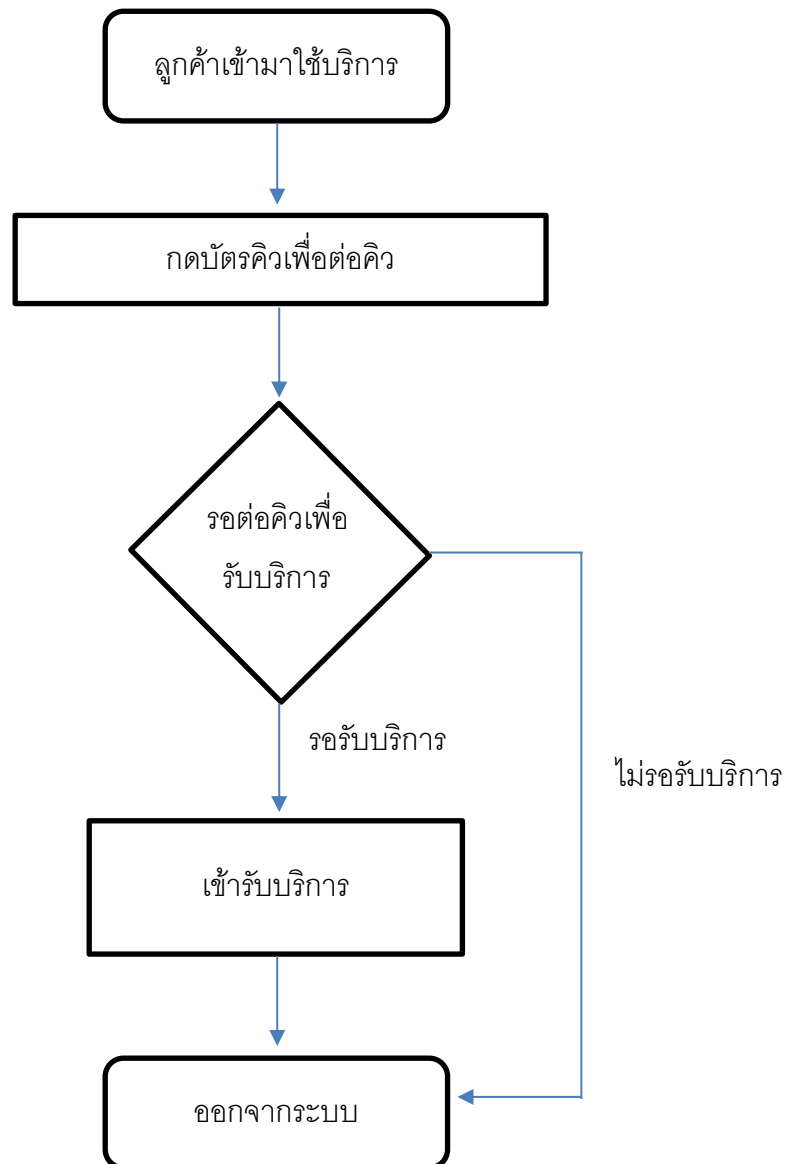 ลูกค้าเข้ามาใช้บริการ
กดบัตรคิวเพื่อต่อคิว
รอต่อคิวเพื่อ
รับบริการ
รอรับบริการ
ไม่รอรับบริการ
เข้ารับบริการ
ออกจากระบบ